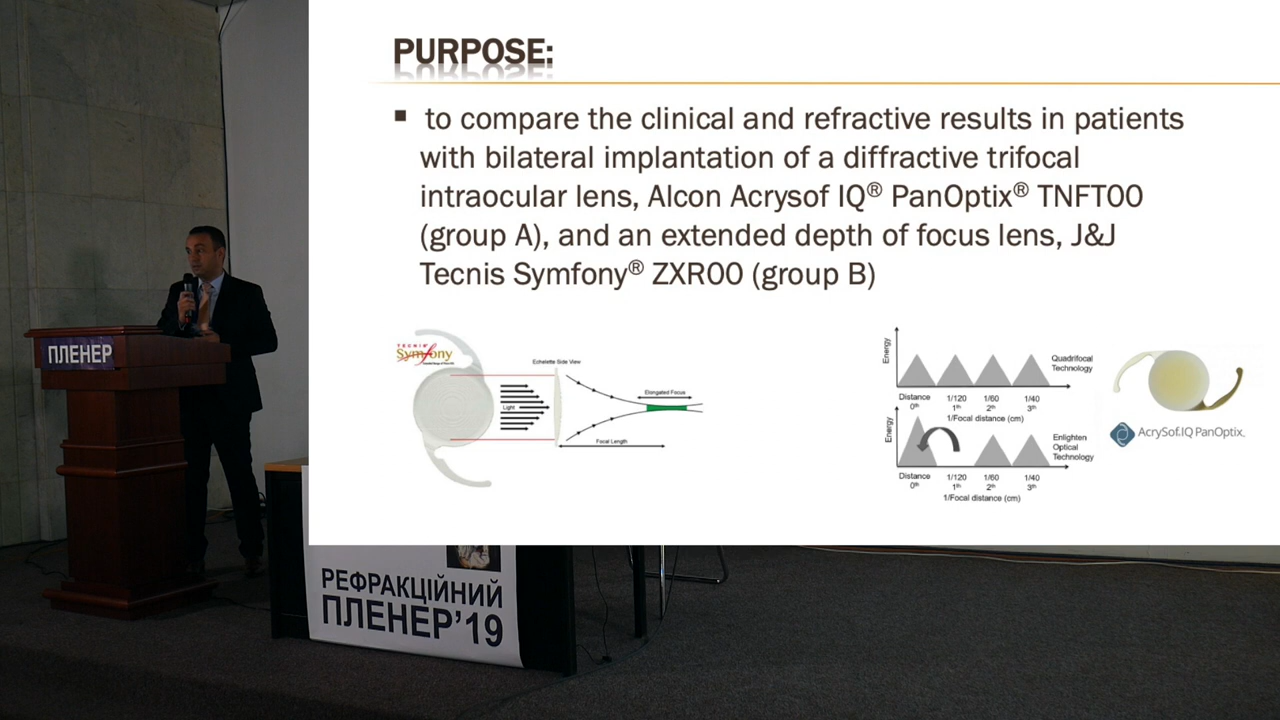 PURPOSE:
▪ to compare the clinical and refractive results in patients
with bilateral implantation of a diffractive trifocal
intraocular lens, Alcon Acrysof IQ® PanOptix® TNFT00
(group A), and an extended depth of focus lens, J&J
Tecnis Symfony® ZXR00 (group B)
TECNIS
Symfony
Echelette Side View
Light
Elongated Focus
Focal Length
Energy
Quadrifocal
Technology
Distance 1/120 1/60 1/40
0th 1th 2th 3th
1/Focal distance (cm)
Energy
Enlighten
Optical
Technology
Distance 1/120 1/60 1/40
0th 1th 2th 3th
1/Focal distance (cm)
AcrySof.IQ PanOptix.
ПЛЕНЕР
РЕФРАКЦІЙНИЙ
ПЛЕНЕР’19